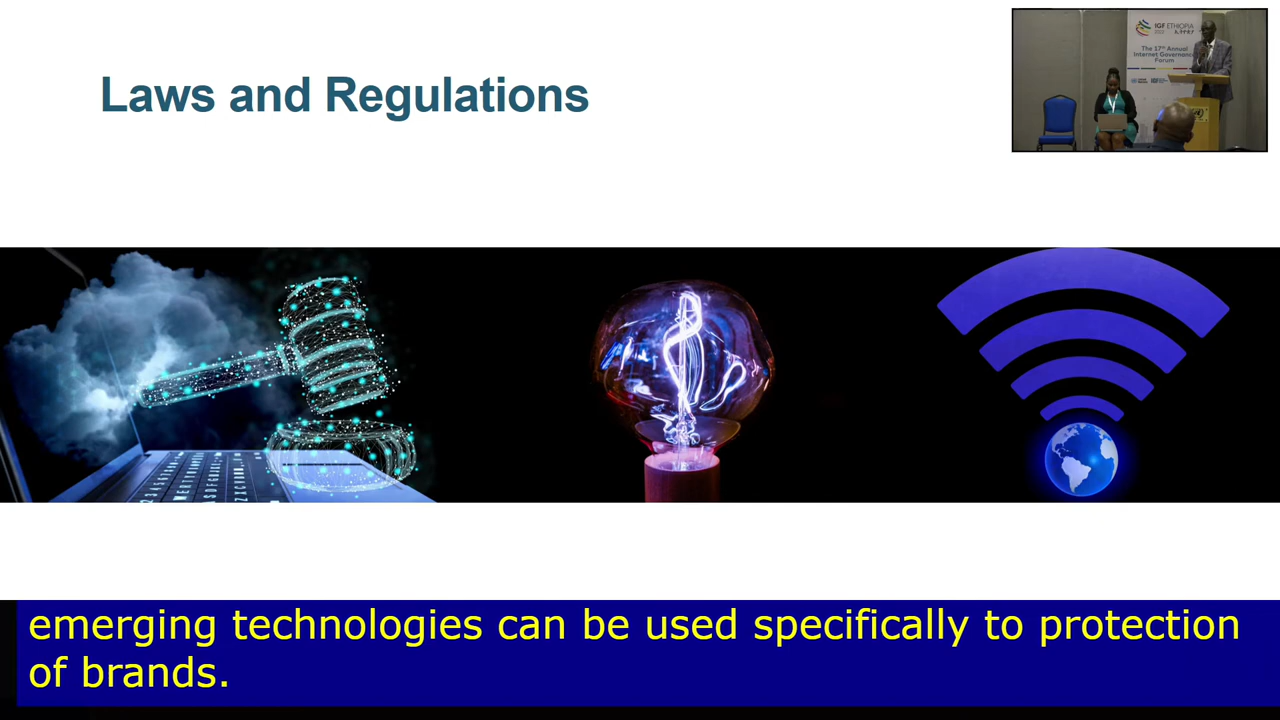 Laws and Regulations
IGF ETHIOPIA
The 17th Annual
Internet Governance
Forum
emerging technologies can be used specifically to protection
of brands.